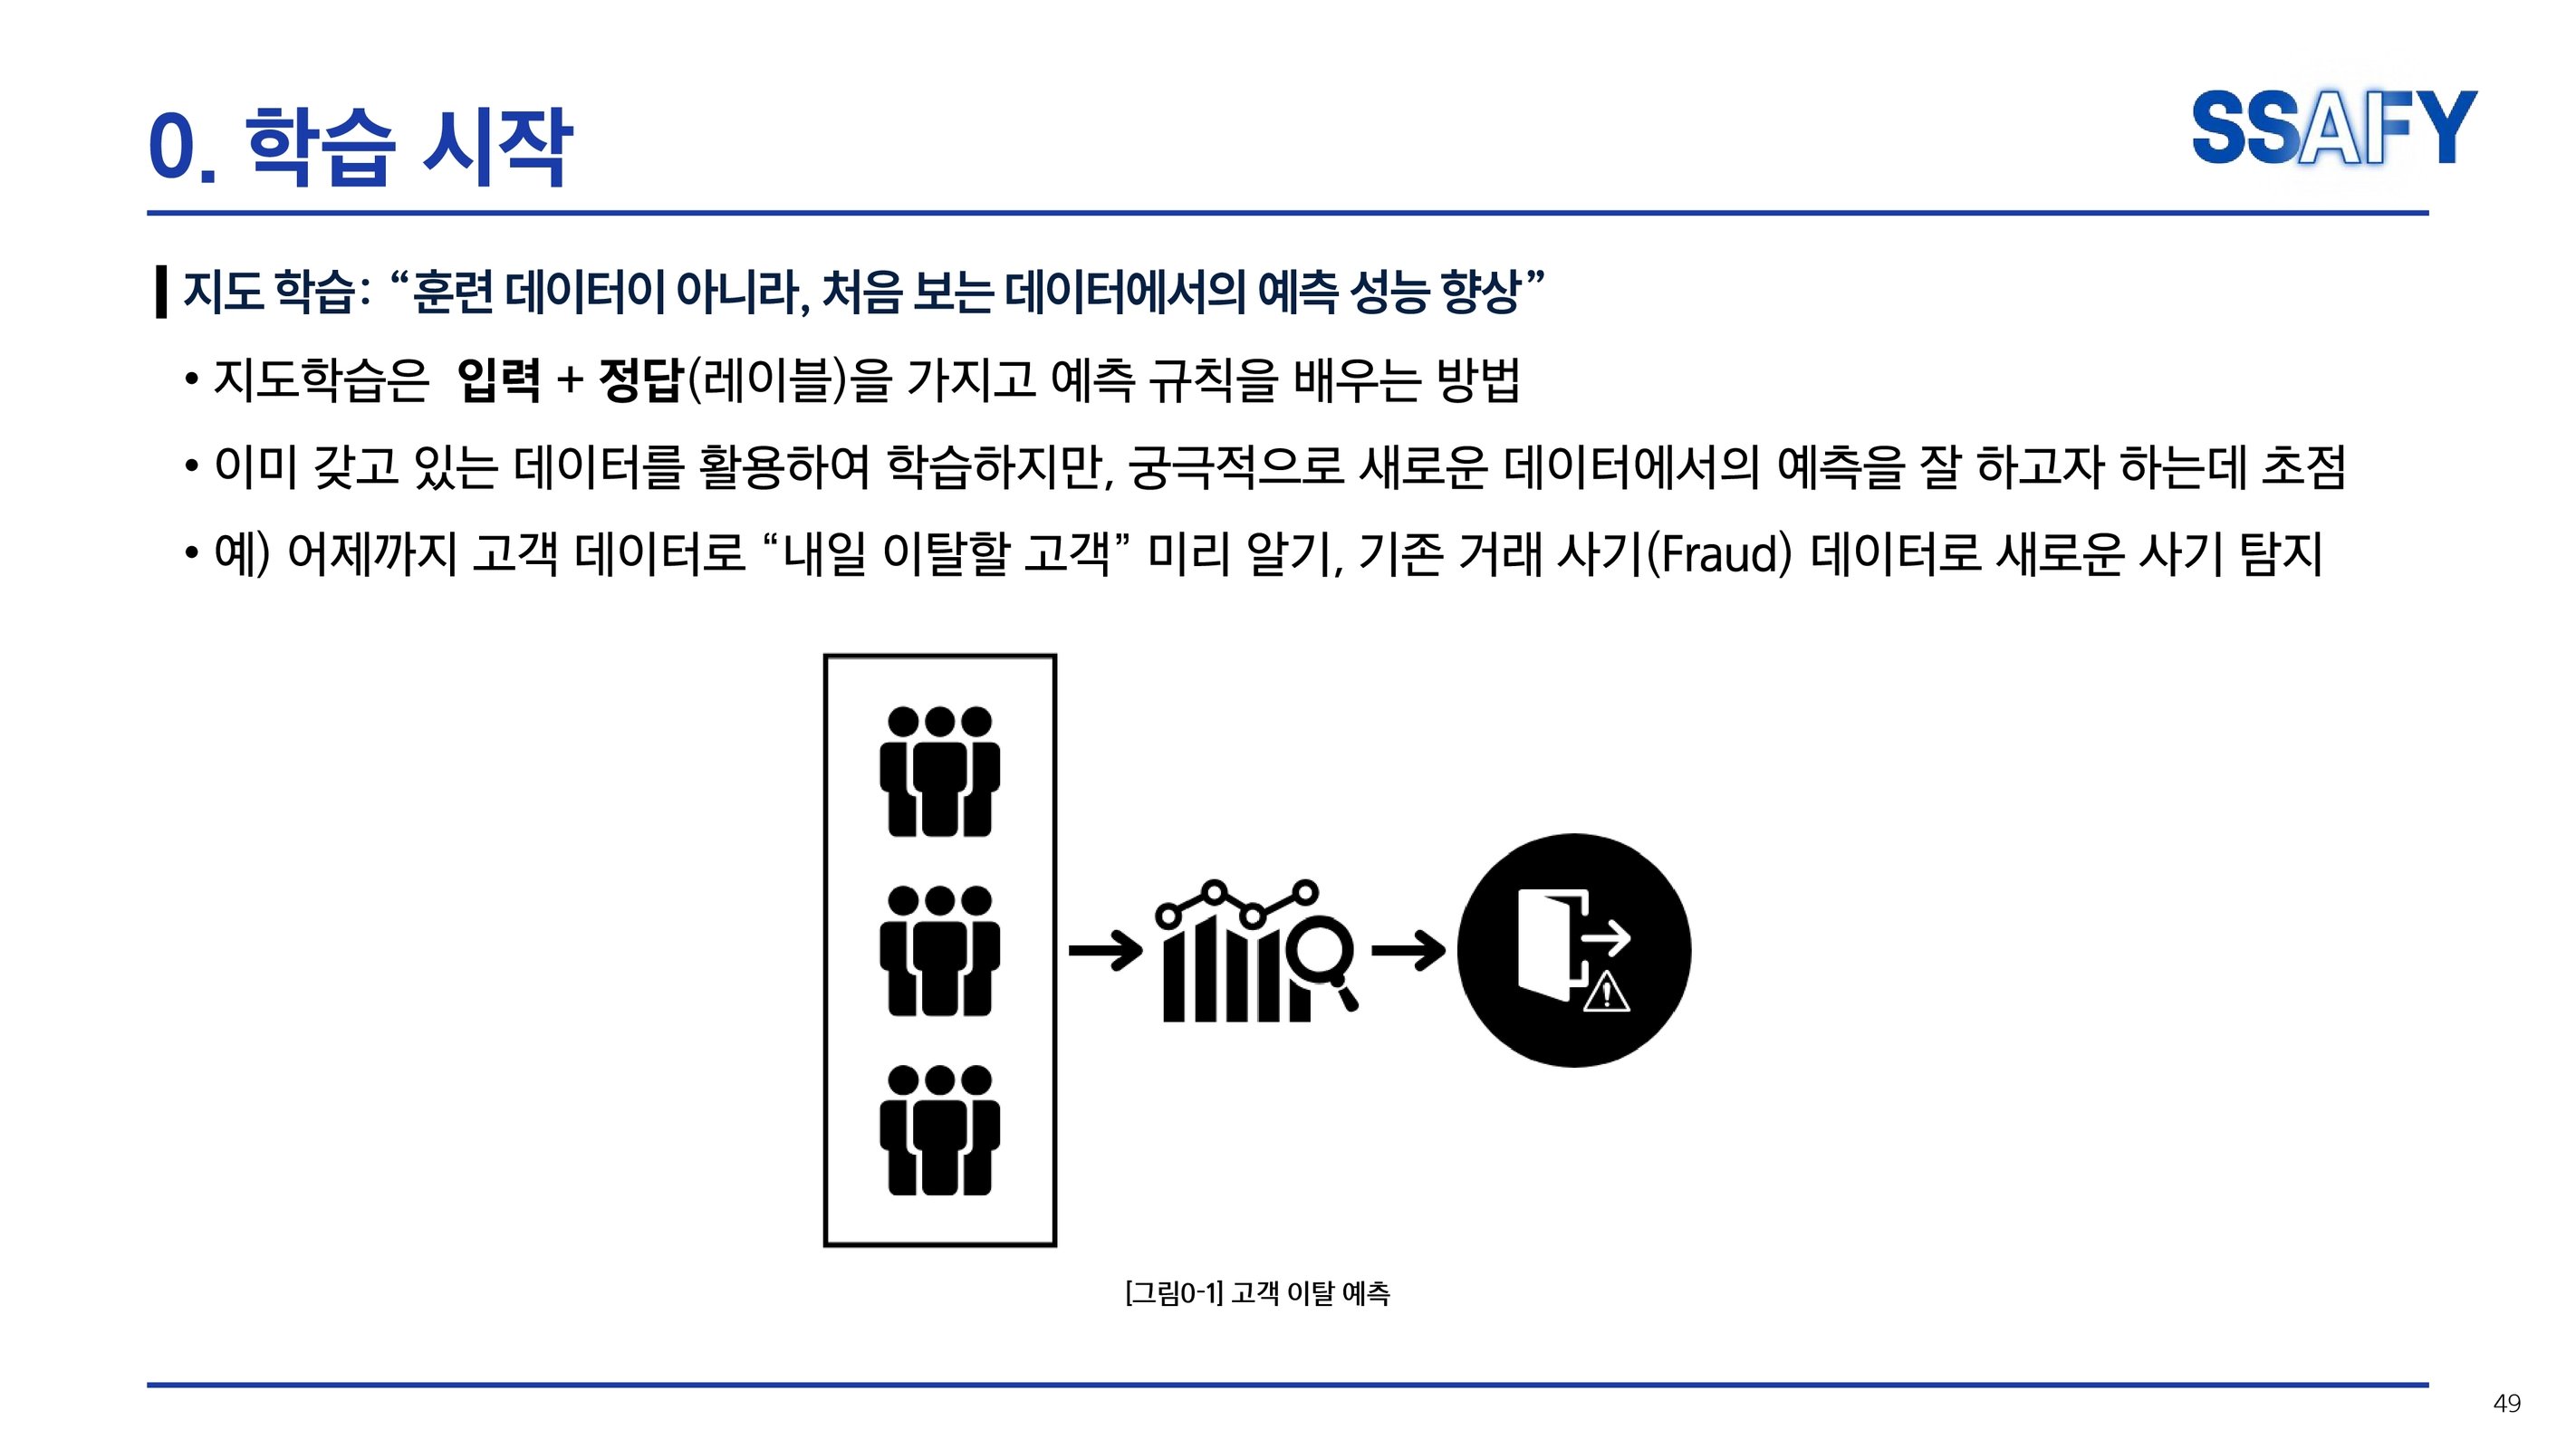 0. 학습 시작
SSAFY
지도 학습: “훈련 데이터이 아니라, 처음 보는 데이터에서의 예측 성능 향상”
• 지도학습은 입력 + 정답(레이블)을 가지고 예측 규칙을 배우는 방법
• 이미 갖고 있는 데이터를 활용하여 학습하지만, 궁극적으로 새로운 데이터에서의 예측을 잘 하고자 하는데 초점
• 예) 어제까지 고객 데이터로 “내일 이탈할 고객” 미리 알기, 기존 거래 사기(Fraud) 데이터로 새로운 사기 탐지
[그림0-1] 고객 이탈 예측
49